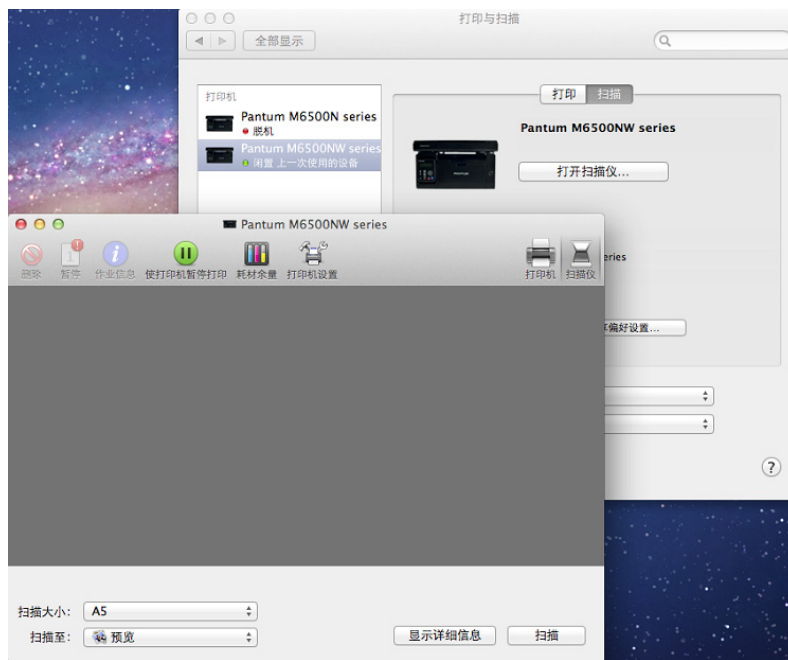 打印与扫描
全部显示
打印机
Pantum M6500N series
脱机
Pantum M6500NW series
闲置 上一次使用的设备
打印 扫描
Pantum M6500NW series
打开扫描仪...
Pantum M6500NW series
删除 暂停 作业信息 使打印机暂停打印 耗材余量 打印机设置 打印机 扫描仪
eries
偏好设置...
?
扫描大小: A5
扫描至: 预览
显示详细信息 扫描